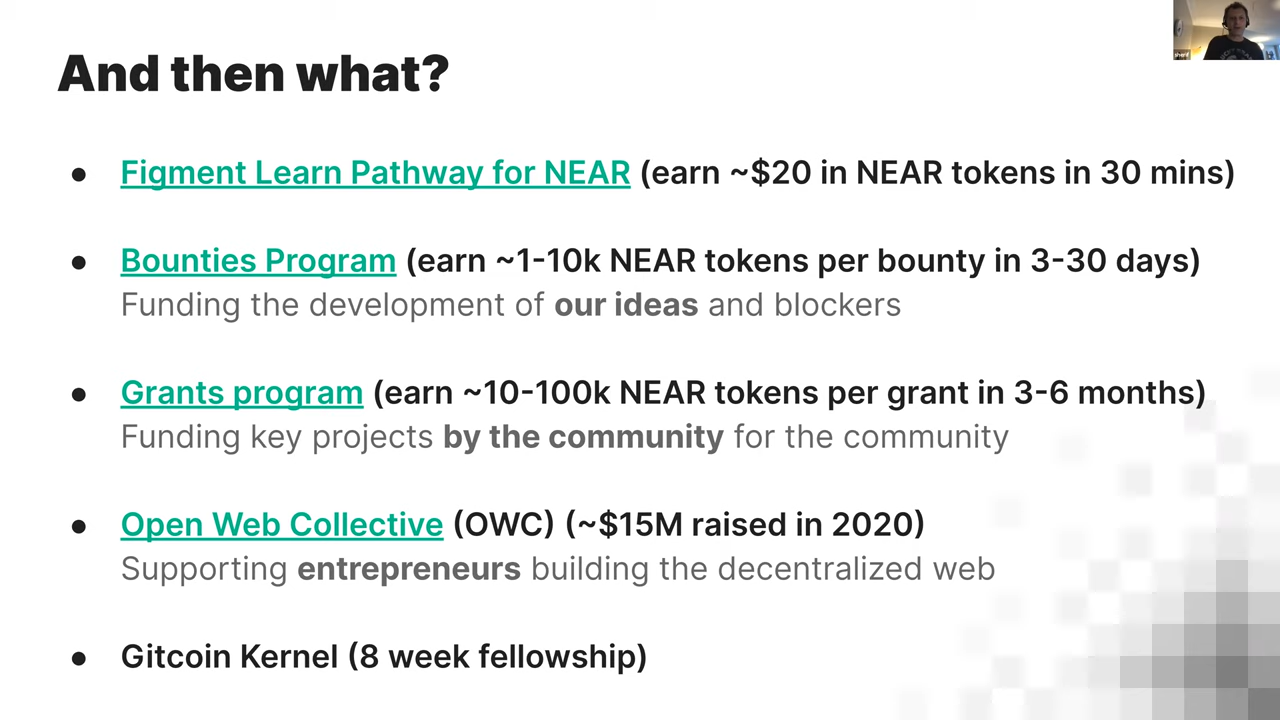 And then what?
● Figment Learn Pathway for NEAR (earn ~$20 in NEAR tokens in 30 mins)
● Bounties Program (earn ~1-10k NEAR tokens per bounty in 3-30 days)
Funding the development of our ideas and blockers
● Grants program (earn ~10-100k NEAR tokens per grant in 3-6 months)
Funding key projects by the community for the community
● Open Web Collective (OWC) (~$15M raised in 2020)
Supporting entrepreneurs building the decentralized web
● Gitcoin Kernel (8 week fellowship)